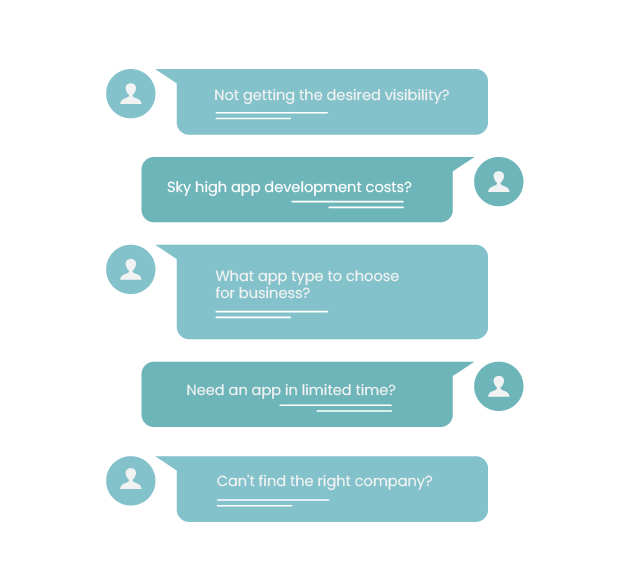 Not getting the desired visibility?
Sky high app development costs?
What app type to choose
for business?
Need an app in limited time?
Can't find the right company?